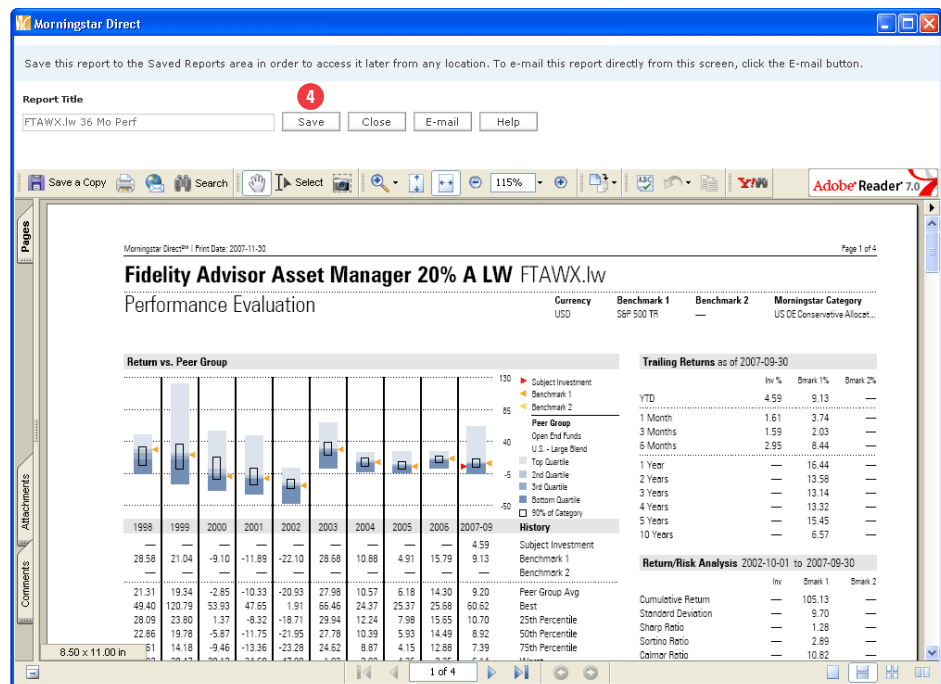 Morningstar Direct
Save this report to the Saved Reports area in order to access it later from any location. To e-mail this report directly from this screen, click the E-mail button.
Report Title
4
FTAWX.lw 36 Mo Perf Save Close E-mail Help
Save a Copy Search Select 115% Y! Adobe Reader 7.0
Pages
Attachments
Comments
Morningstar Direct℠ | Print Date: 2007-11-30 Page 1 of 4
Fidelity Advisor Asset Manager 20% A LW FTAWX.lw
Performance Evaluation
Currency Benchmark 1 Benchmark 2 Morningstar Category
USD S&P 500 TR — US OE Conservative Allocat...
Return vs. Peer Group
130
85
40
-5
-50
Subject Investment
Benchmark 1
Benchmark 2
Peer Group
Open End Funds
U.S. - Large Blend
Top Quartile
2nd Quartile
3rd Quartile
Bottom Quartile
90% of Category
1998 1999 2000 2001 2002 2003 2004 2005 2006 2007-09 History
— — — — — — — — — 4.59 Subject Investment
28.58 21.04 -9.10 -11.89 -22.10 28.68 10.88 4.91 15.79 9.13 Benchmark 1
— — — — — — — — — — Benchmark 2
21.31 19.34 -2.85 -10.33 -20.93 27.98 10.57 6.18 14.30 9.20 Peer Group Avg
49.40 120.79 53.93 47.65 1.91 66.46 24.37 25.37 25.68 60.62 Best
28.09 23.80 1.37 -8.32 -18.71 29.94 12.24 7.98 15.65 10.70 25th Percentile
22.86 19.78 -5.87 -11.75 -21.95 27.78 10.39 5.93 14.49 8.92 50th Percentile
61 14.18 -9.46 -13.36 -23.28 24.62 8.87 4.15 12.88 7.39 75th Percentile
Trailing Returns as of 2007-09-30
Inv % Bmark 1% Bmark 2%
YTD 4.59 9.13 —
1 Month 1.61 3.74 —
3 Months 1.59 2.03 —
6 Months 2.95 8.44 —
1 Year — 16.44 —
2 Years — 13.58 —
3 Years — 13.14 —
4 Years — 13.32 —
5 Years — 15.45 —
10 Years — 6.57 —
Return/Risk Analysis 2002-10-01 to 2007-09-30
Inv Bmark 1 Bmark 2
Cumulative Return — 105.13 —
Standard Deviation — 9.70 —
Sharp Ratio — 1.28 —
Sortino Ratio — 2.89 —
Calmar Ratio — 10.82 —
8.50 x 11.00 in
1 of 4